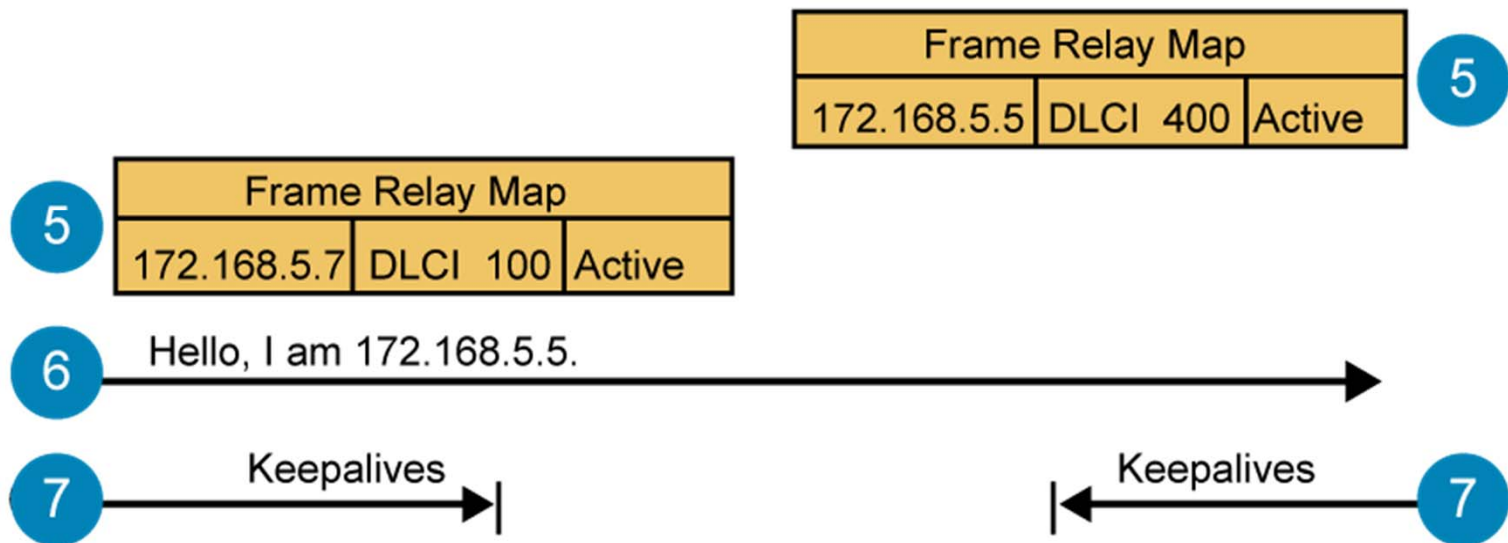 Frame Relay Map
172.168.5.5 DLCI 400 Active
5
5
Frame Relay Map
172.168.5.7 DLCI 100 Active
6
Hello, I am 172.168.5.5.
7
Keepalives
Keepalives
7